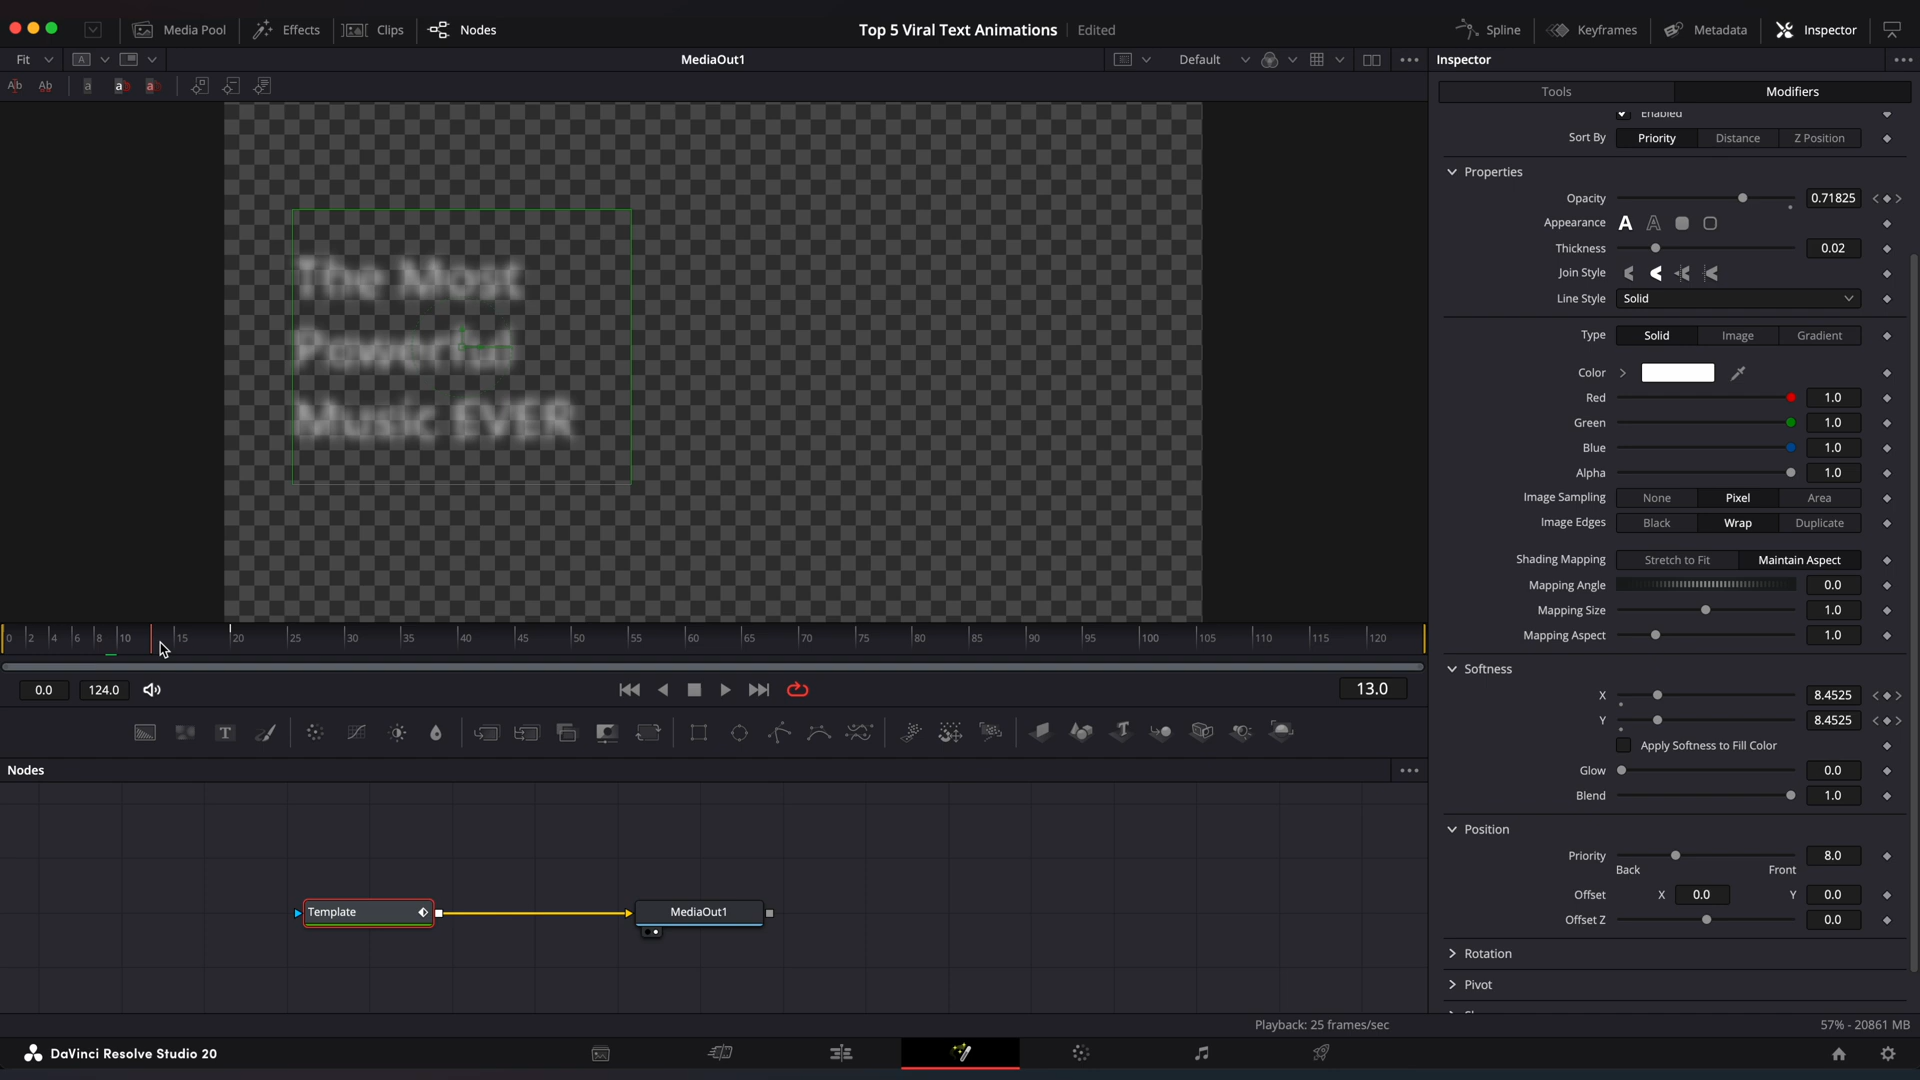 Media Pool
Effects
Clips
Nodes
Top 5 Viral Text Animations
Edited
Spline
Keyframes
Metadata
Inspector
Fit
A
MediaOut1
Default
Inspector
Ab
Ab
a
a
a
Tools
Modifiers
Enabled
Sort By
Priority
Distance
Z Position
Properties
Opacity
0.71825
Appearance
A
A
Thickness
0.02
Join Style
Line Style
Solid
Type
Solid
Image
Gradient
Color
Red
1.0
Green
1.0
Blue
1.0
Alpha
1.0
Image Sampling
None
Pixel
Area
Image Edges
Black
Wrap
Duplicate
Shading Mapping
Stretch to Fit
Maintain Aspect
Mapping Angle
0.0
Mapping Size
1.0
Mapping Aspect
1.0
Softness
X
8.4525
Y
8.4525
Apply Softness to Fill Color
Glow
0.0
Blend
1.0
Position
Priority
8.0
Back
Front
Offset
X
0.0
Y
0.0
Offset Z
0.0
Rotation
Pivot
The Most
Powerful
Music EVER
0 2 4 6 8 10 15 20 25 30 35 40 45 50 55 60 65 70 75 80 85 90 95 100 105 110 115 120
0.0
124.0
13.0
T
T
Nodes
Template
MediaOut1
Playback: 25 frames/sec
57% - 20861 MB
DaVinci Resolve Studio 20